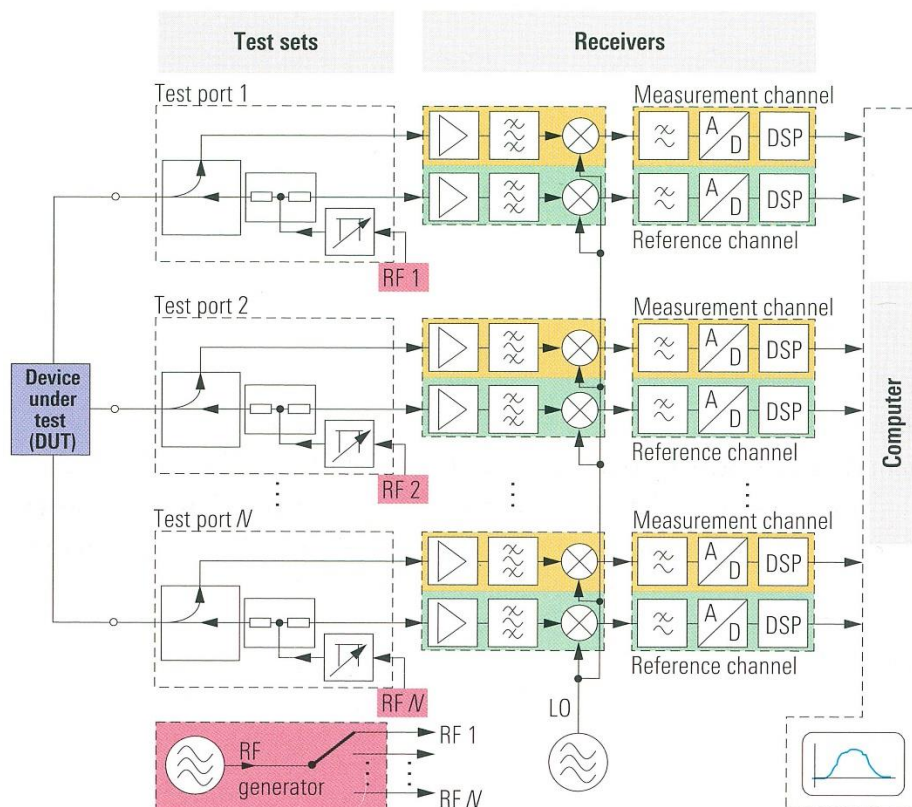 Test sets
Receivers
Test port 1
Measurement channel
A
D
DSP
A
D
DSP
Reference channel
RF 1
Test port 2
Measurement channel
A
D
DSP
A
D
DSP
Reference channel
RF 2
Device
under
test
(DUT)
Computer
Test port N
Measurement channel
A
D
DSP
A
D
DSP
Reference channel
RF N
LO
RF
generator
RF 1
RF N